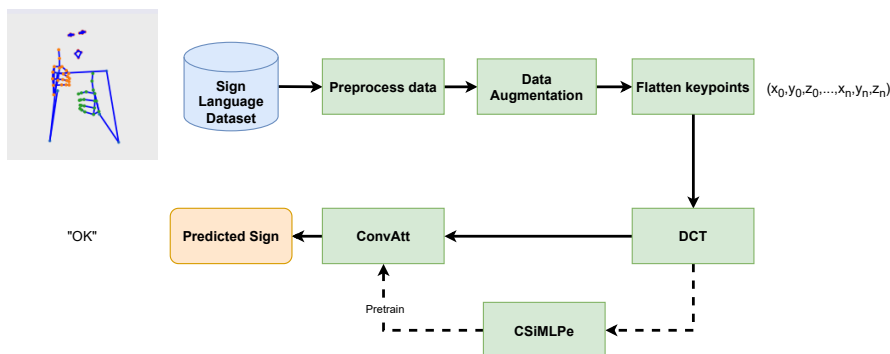 Sign
Language
Dataset
Preprocess data
Data
Augmentation
Flatten keypoints
(x₀,y₀,z₀,...,xₙ,yₙ,zₙ)
"OK"
Predicted Sign
ConvAtt
DCT
Pretrain
CSiMLPe